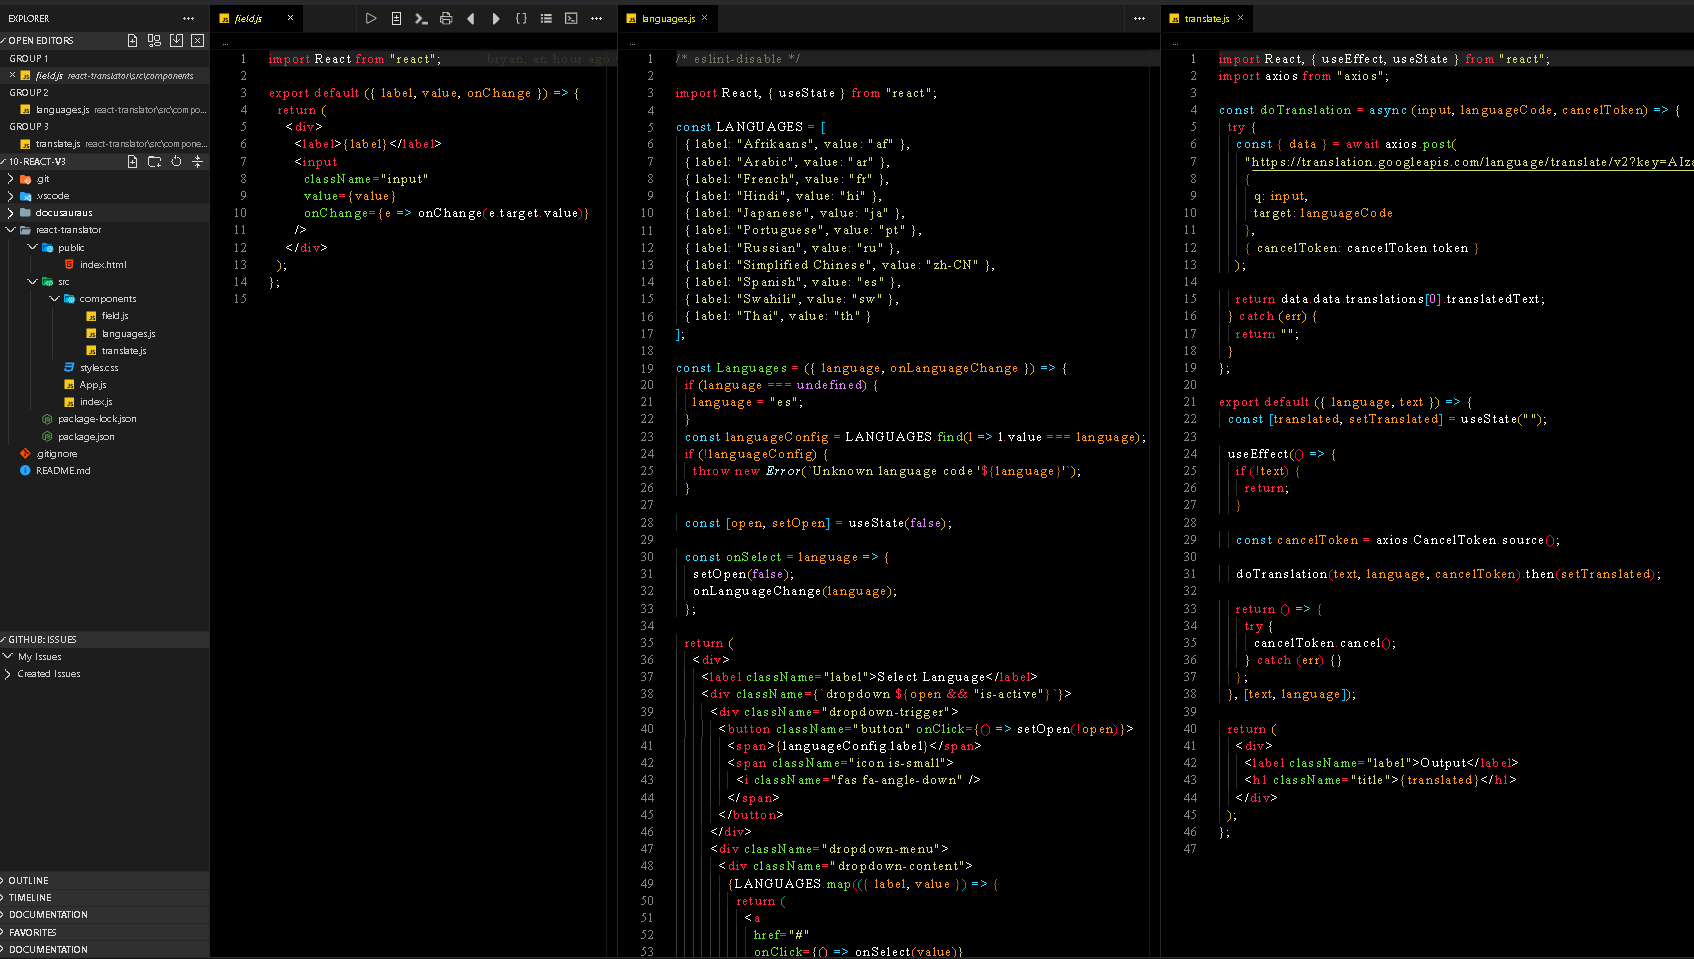 EXPLORER
OPEN EDITORS
GROUP 1
field.js react-translator\src\components
GROUP 2
languages.js react-translator\src\compo...
GROUP 3
translate.js react-translator\src\compone...
10-REACT-V3
.git
.vscode
docusauraus
react-translator
public
index.html
src
components
field.js
languages.js
translate.js
styles.css
App.js
index.js
package-lock.json
package.json
.gitignore
README.md
GITHUB: ISSUES
My Issues
Created Issues
OUTLINE
TIMELINE
DOCUMENTATION
FAVORITES
DOCUMENTATION
field.js
...
1 import React from "react"; bryan, an hour ago
2
3 export default ({ label, value, onChange }) => {
4 return (
5 <div>
6 <label>{label}</label>
7 <input
8 className="input"
9 value={value}
10 onChange={e => onChange(e.target.value)}
11 />
12 </div>
13 );
14 };
15
languages.js
...
1 /* eslint-disable */
2
3 import React, { useState } from "react";
4
5 const LANGUAGES = [
6 { label: "Afrikaans", value: "af" },
7 { label: "Arabic", value: "ar" },
8 { label: "French", value: "fr" },
9 { label: "Hindi", value: "hi" },
10 { label: "Japanese", value: "ja" },
11 { label: "Portuguese", value: "pt" },
12 { label: "Russian", value: "ru" },
13 { label: "Simplified Chinese", value: "zh-CN" },
14 { label: "Spanish", value: "es" },
15 { label: "Swahili", value: "sw" },
16 { label: "Thai", value: "th" }
17 ];
18
19 const Languages = ({ language, onLanguageChange }) => {
20 if (language === undefined) {
21 language = "es";
22 }
23 const languageConfig = LANGUAGES.find(l => l.value === language);
24 if (!languageConfig) {
25 throw new Error(`Unknown language code '${language}'`);
26 }
27
28 const [open, setOpen] = useState(false);
29
30 const onSelect = language => {
31 setOpen(false);
32 onLanguageChange(language);
33 };
34
35 return (
36 <div>
37 <label className="label">Select Language</label>
38 <div className={`dropdown ${open && "is-active"}`}>
39 <div className="dropdown-trigger">
40 <button className="button" onClick={() => setOpen(!open)}>
41 <span>{languageConfig.label}</span>
42 <span className="icon is-small">
43 <i className="fas fa-angle-down" />
44 </span>
45 </button>
46 </div>
47 <div className="dropdown-menu">
48 <div className="dropdown-content">
49 {LANGUAGES.map(({ label, value }) => {
50 return (
51 <a
52 href="#"
53 onClick={() => onSelect(value)}
translate.js
...
1 import React, { useEffect, useState } from "react";
2 import axios from "axios";
3
4 const doTranslation = async (input, languageCode, cancelToken) => {
5 try {
6 const { data } = await axios.post(
7 "https://translation.googleapis.com/language/translate/v2?key=AIza
8 {
9 q: input,
10 target: languageCode
11 },
12 { cancelToken: cancelToken.token }
13 );
14
15 return data.data.translations[0].translatedText;
16 } catch (err) {
17 return "";
18 }
19 };
20
21 export default ({ language, text }) => {
22 const [translated, setTranslated] = useState("");
23
24 useEffect(() => {
25 if (!text) {
26 return;
27 }
28
29 const cancelToken = axios.CancelToken.source();
30
31 doTranslation(text, language, cancelToken).then(setTranslated);
32
33 return () => {
34 try {
35 cancelToken.cancel();
36 } catch (err) {}
37 };
38 }, [text, language]);
39
40 return (
41 <div>
42 <label className="label">Output</label>
43 <h1 className="title">{translated}</h1>
44 </div>
45 );
46 };
47